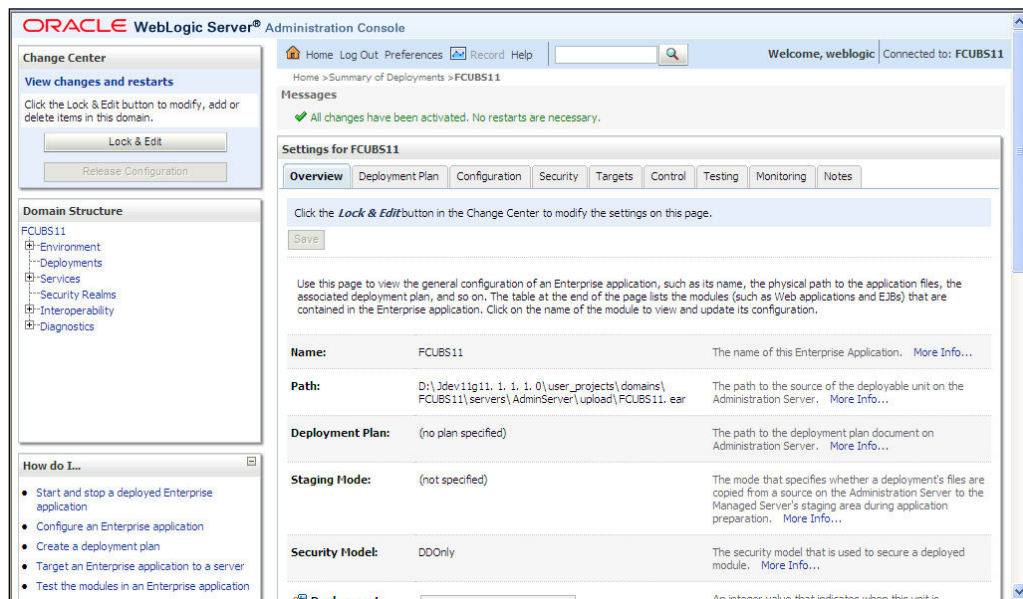 ORACLE WebLogic Server® Administration Console
Change Center
View changes and restarts
Click the Lock & Edit button to modify, add or
delete items in this domain.
Lock & Edit
Release Configuration
Domain Structure
FCUBS11
Environment
Deployments
Services
Security Realms
Interoperability
Diagnostics
How do I...
Start and stop a deployed Enterprise
application
Configure an Enterprise application
Create a deployment plan
Target an Enterprise application to a server
Test the modules in an Enterprise application
Home Log Out Preferences Record Help
Welcome, weblogic Connected to: FCUBS11
Home >Summary of Deployments >FCUBS11
Messages
All changes have been activated. No restarts are necessary.
Settings for FCUBS11
Overview Deployment Plan Configuration Security Targets Control Testing Monitoring Notes
Click the Lock & Edit button in the Change Center to modify the settings on this page.
Save
Use this page to view the general configuration of an Enterprise application, such as its name, the physical path to the application files, the
associated deployment plan, and so on. The table at the end of the page lists the modules (such as Web applications and EJBs) that are
contained in the Enterprise application. Click on the name of the module to view and update its configuration.
Name: FCUBS11 The name of this Enterprise Application. More Info...
Path: D:\Jdev11g11. 1. 1. 1. 0\user_projects\domains\ The path to the source of the deployable unit on the
FCUBS11\servers\AdminServer\upload\FCUBS11. ear Administration Server. More Info...
Deployment Plan: (no plan specified) The path to the deployment plan document on
Administration Server. More Info...
Staging Mode: (not specified) The mode that specifies whether a deployment's files are
copied from a source on the Administration Server to the
Managed Server's staging area during application
preparation. More Info...
Security Model: DDOnly The security model that is used to secure a deployed
module. More Info...
Deployment An integer value that indicates when this unit is